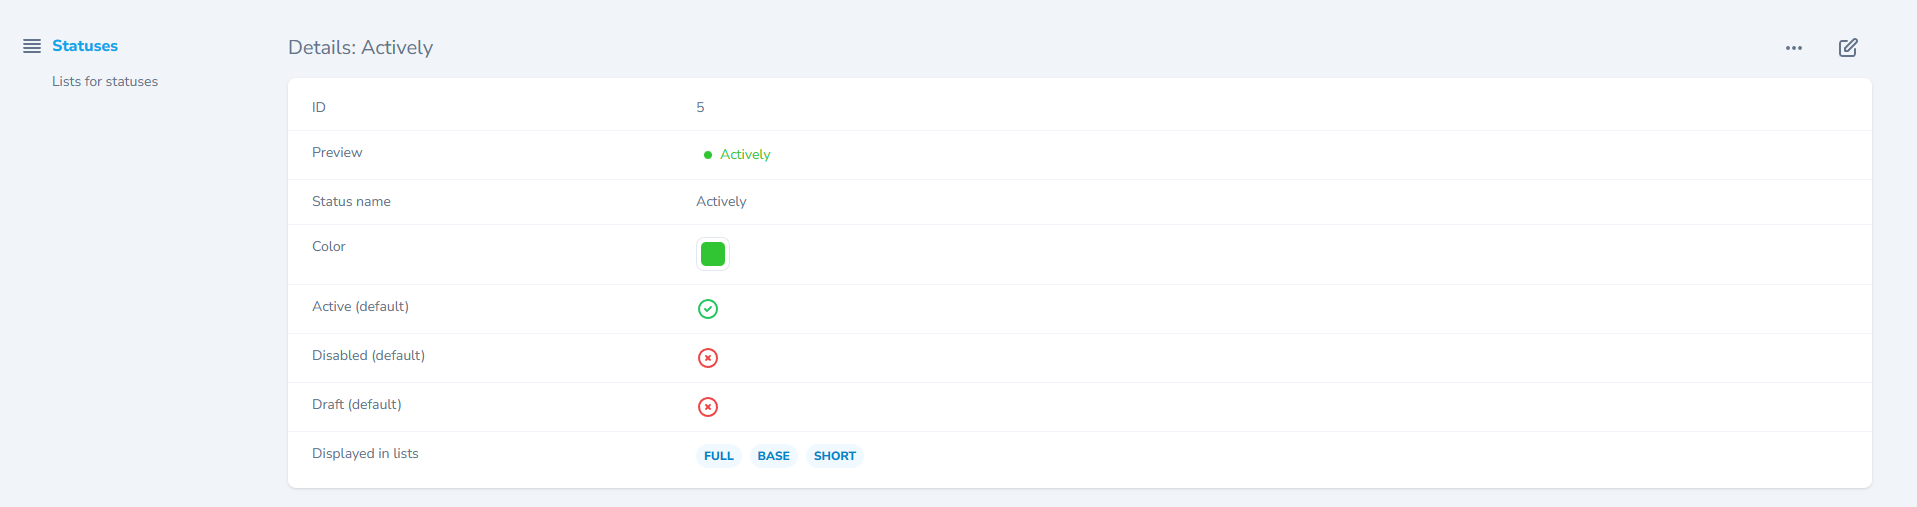 Statuses
Lists for statuses
Details: Actively
ID 5
Preview Actively
Status name Actively
Color
Active (default)
Disabled (default)
Draft (default)
Displayed in lists FULL BASE SHORT